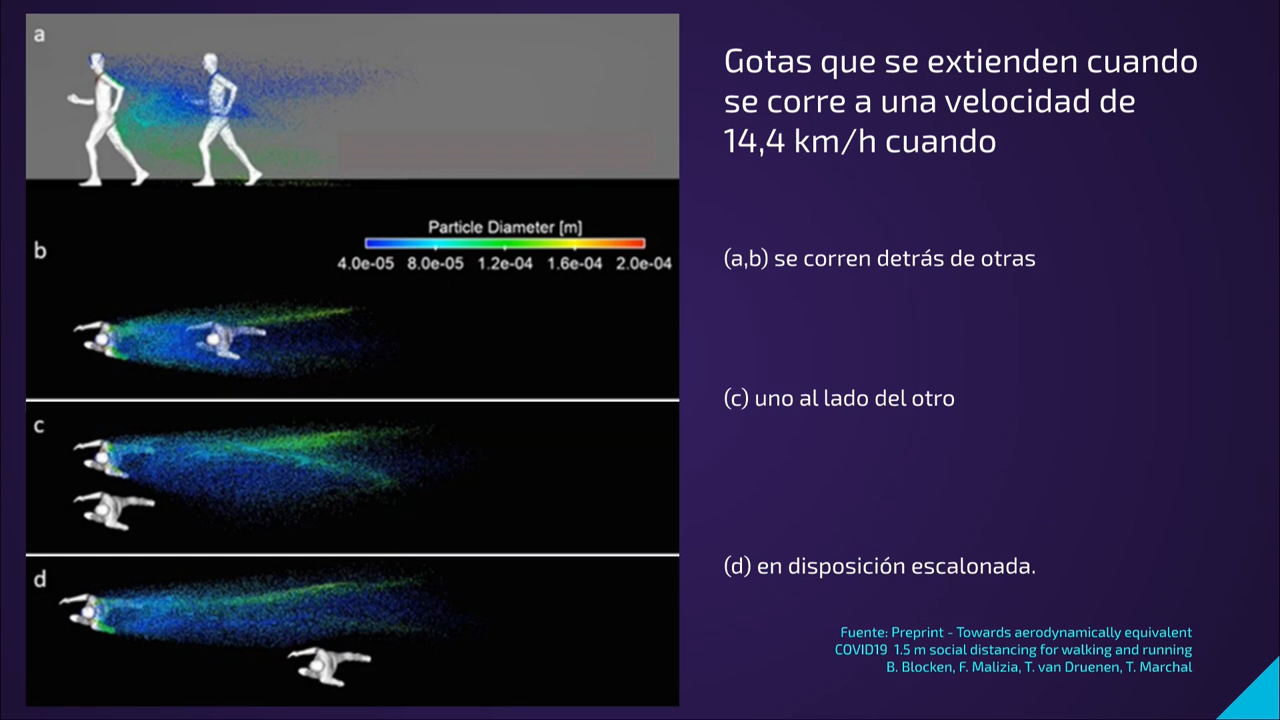 a
Gotas que se extienden cuando
se corre a una velocidad de
14,4 km/h cuando
Particle Diameter [m]
4.0e-05 8.0e-05 1.2e-04 1.6e-04 2.0e-04
b
(a,b) se corren detrás de otras
c
(c) uno al lado del otro
d
(d) en disposición escalonada.
Fuente: Preprint - Towards aerodynamically equivalent
COVID19 1.5 m social distancing for walking and running
B. Blocken, F. Malizia, T. van Druenen, T. Marchal